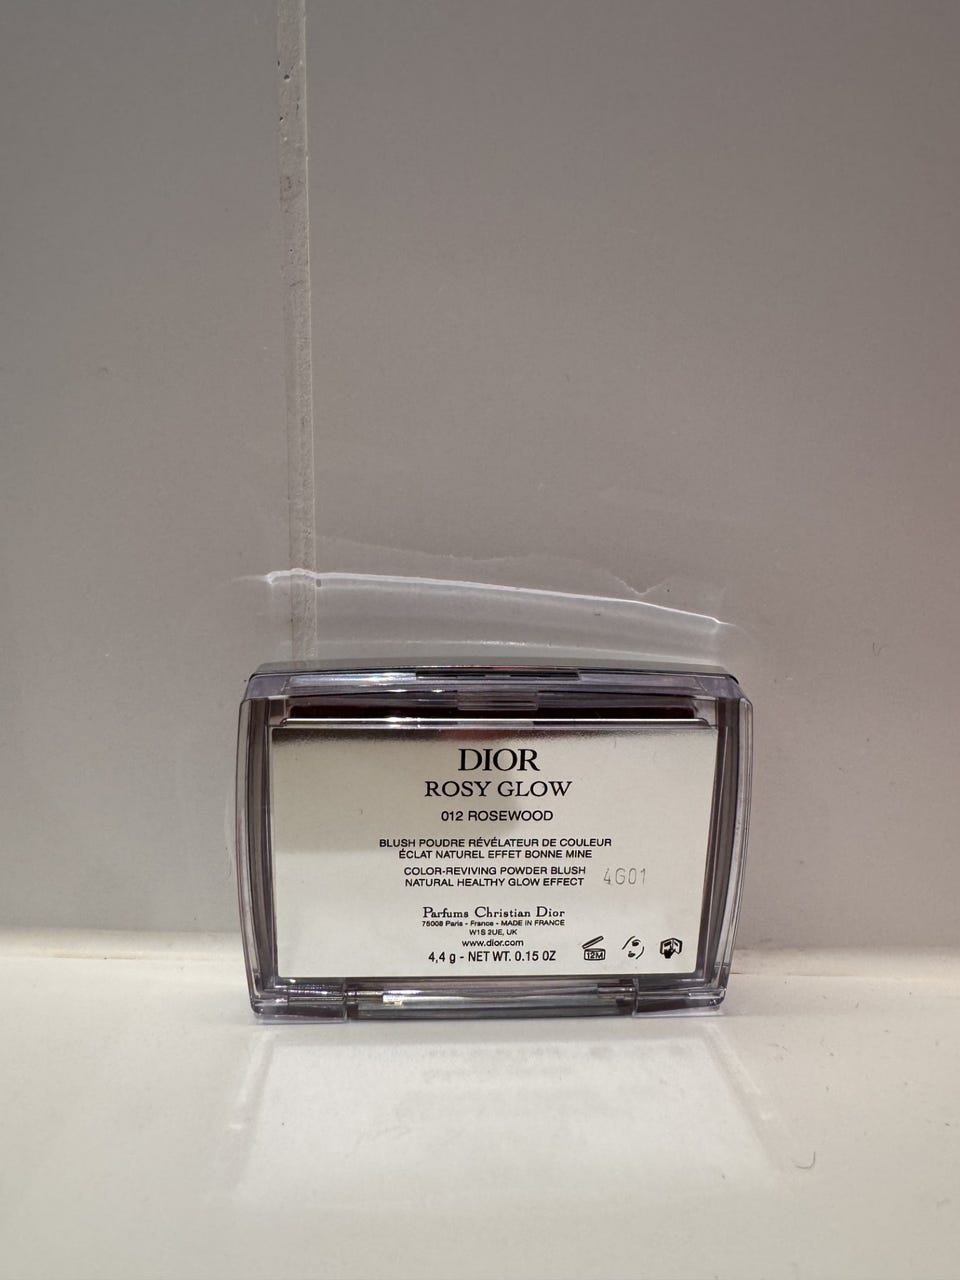 DIOR
ROSY GLOW
012 ROSEWOOD
BLUSH POUDRE RÉVÉLATEUR DE COULEUR
ÉCLAT NATUREL EFFET BONNE MINE
COLOR-REVIVING POWDER BLUSH
NATURAL HEALTHY GLOW EFFECT
4G01
Parfums Christian Dior
75008 Paris - France - MADE IN FRANCE
W1S 2UE, UK
www.dior.com
4,4 g - NET WT. 0.15 OZ
12M